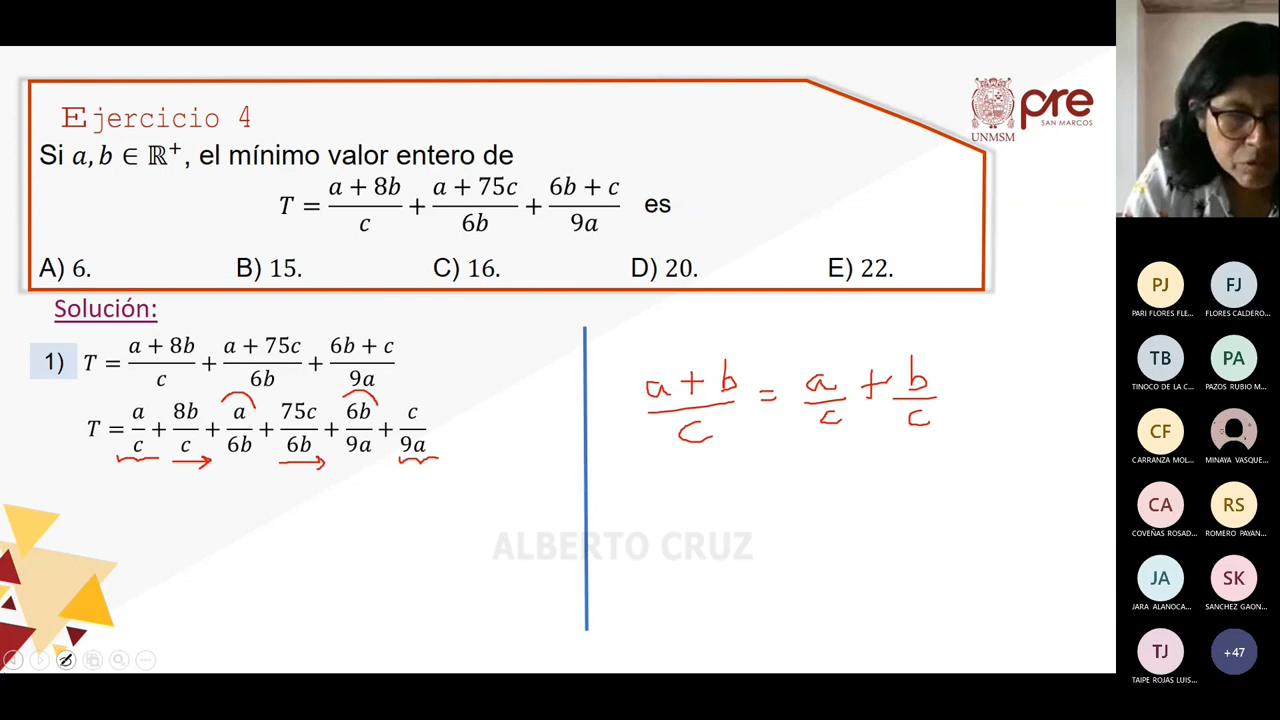 Ejercicio 4
Si a, b ∈ ℝ⁺, el mínimo valor entero de
T = (a + 8b)/c + (a + 75c)/6b + (6b + c)/9a es
A) 6. B) 15. C) 16. D) 20. E) 22.
UNMSM
pre
SAN MARCOS
Solución:
1) T = (a + 8b)/c + (a + 75c)/6b + (6b + c)/9a
T = a/c + 8b/c + a/6b + 75c/6b + 6b/9a + c/9a
(a + b)/c = a/c + b/c
ALBERTO CRUZ
PJ FJ
PARI FLORES FLE... FLORES CALDERO...
TB PA
TINOCO DE LA C... PAZOS RUBIO M...
CF
CARRANZA MOL... MINAYA VASQUE...
CA RS
COVEÑAS ROSAD... ROMERO PAYAN...
JA SK
JARA ALANOCA... SANCHEZ GAON...
TJ +47
TAIPE ROJAS LUIS...